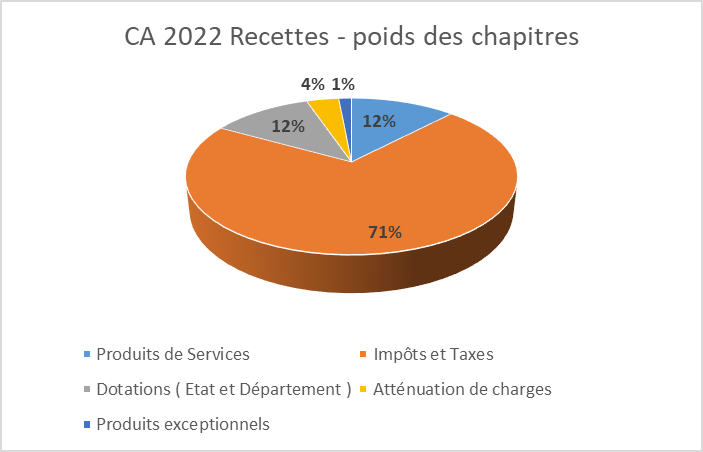 CA 2022 Recettes - poids des chapitres
4% 1%
12% 12%
71%
Produits de Services Impôts et Taxes
Dotations ( Etat et Département ) Atténuation de charges
Produits exceptionnels